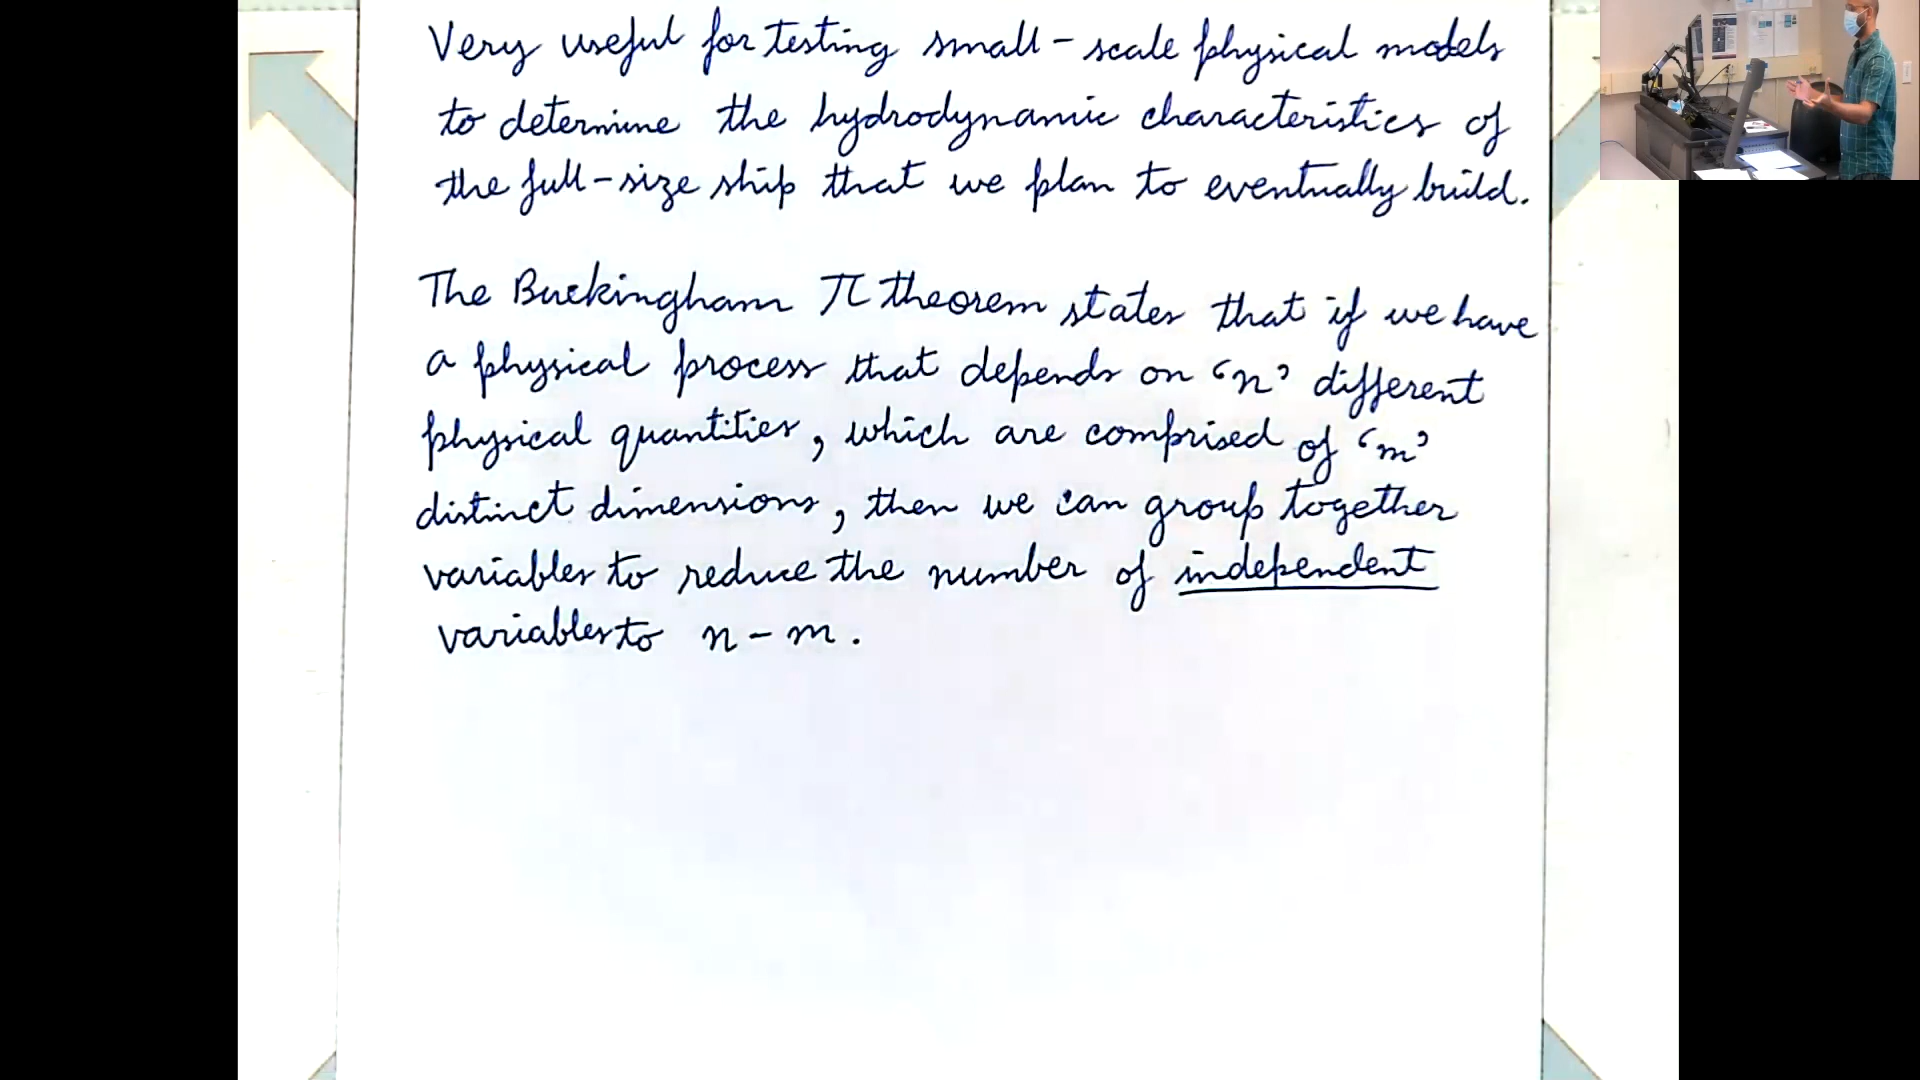 Very useful for testing small-scale physical models
to determine the hydrodynamic characteristics of
the full-size ship that we plan to eventually build.
The Buckingham π theorem states that if we have
a physical process that depends on 'n' different
physical quantities, which are comprised of 'm'
distinct dimensions, then we can group together
variables to reduce the number of independent
variables to n-m.